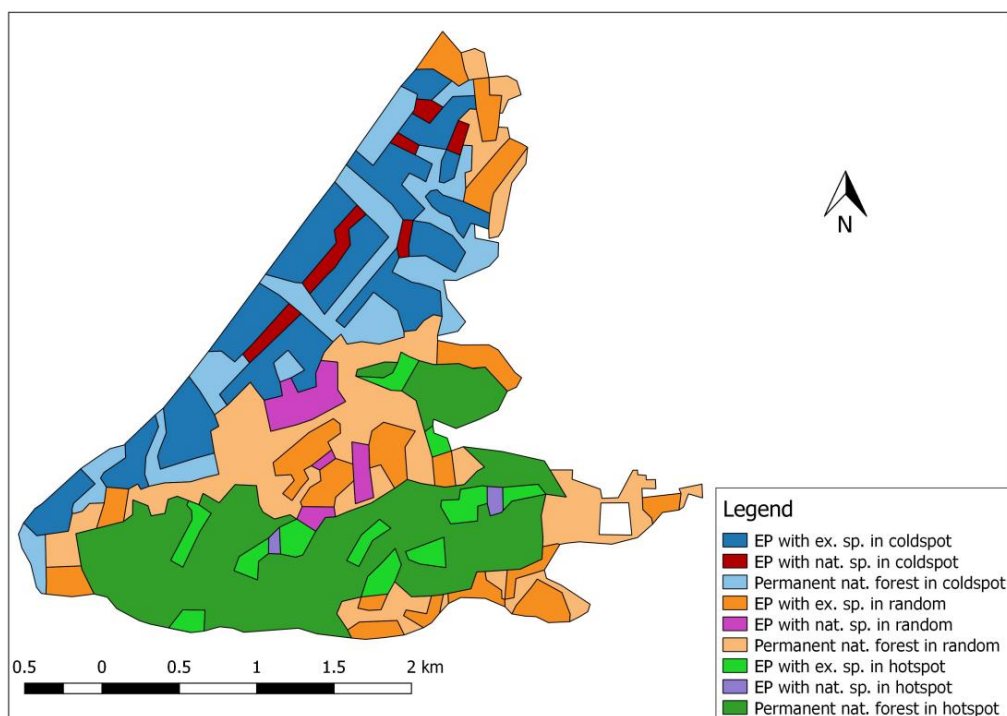 N
Legend
EP with ex. sp. in coldspot
EP with nat. sp. in coldspot
Permanent nat. forest in coldspot
EP with ex. sp. in random
EP with nat. sp. in random
Permanent nat. forest in random
EP with ex. sp. in hotspot
EP with nat. sp. in hotspot
Permanent nat. forest in hotspot
0.5 0 0.5 1 1.5 2 km